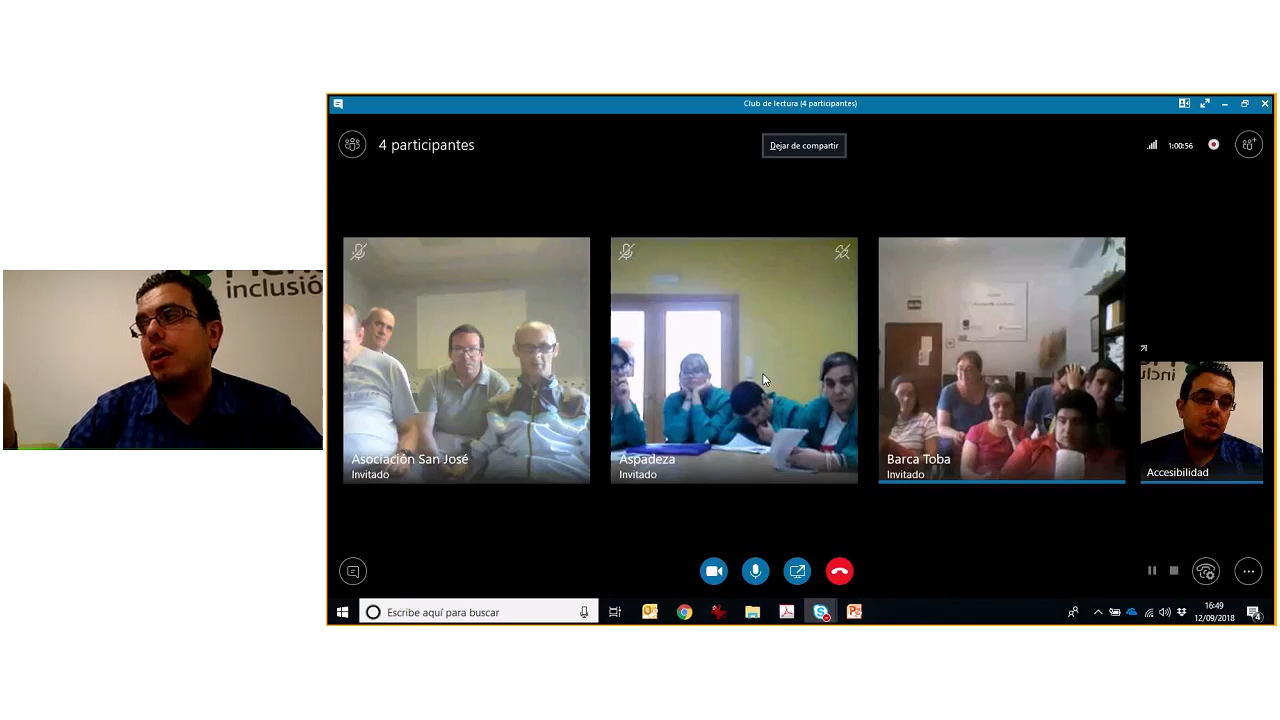 inclusió
Club de lectura (4 participantes)
4 participantes
Dejar de compartir
1:00:56
Asociación San José
Invitado
Aspadeza
Invitado
Barca Toba
Invitado
inclu
Accesibilidad
Escribe aquí para buscar
16:49
12/09/2018
4